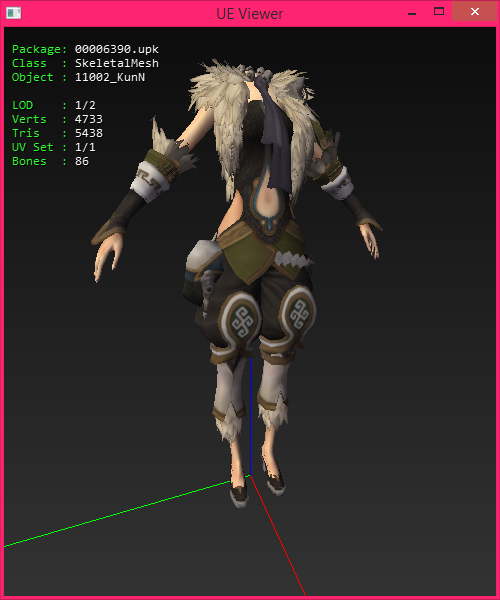 UE Viewer
Package: 00006390.upk
Class : SkeletalMesh
Object : 11002_KunN
LOD : 1/2
Verts : 4733
Tris : 5438
UV Set : 1/1
Bones : 86